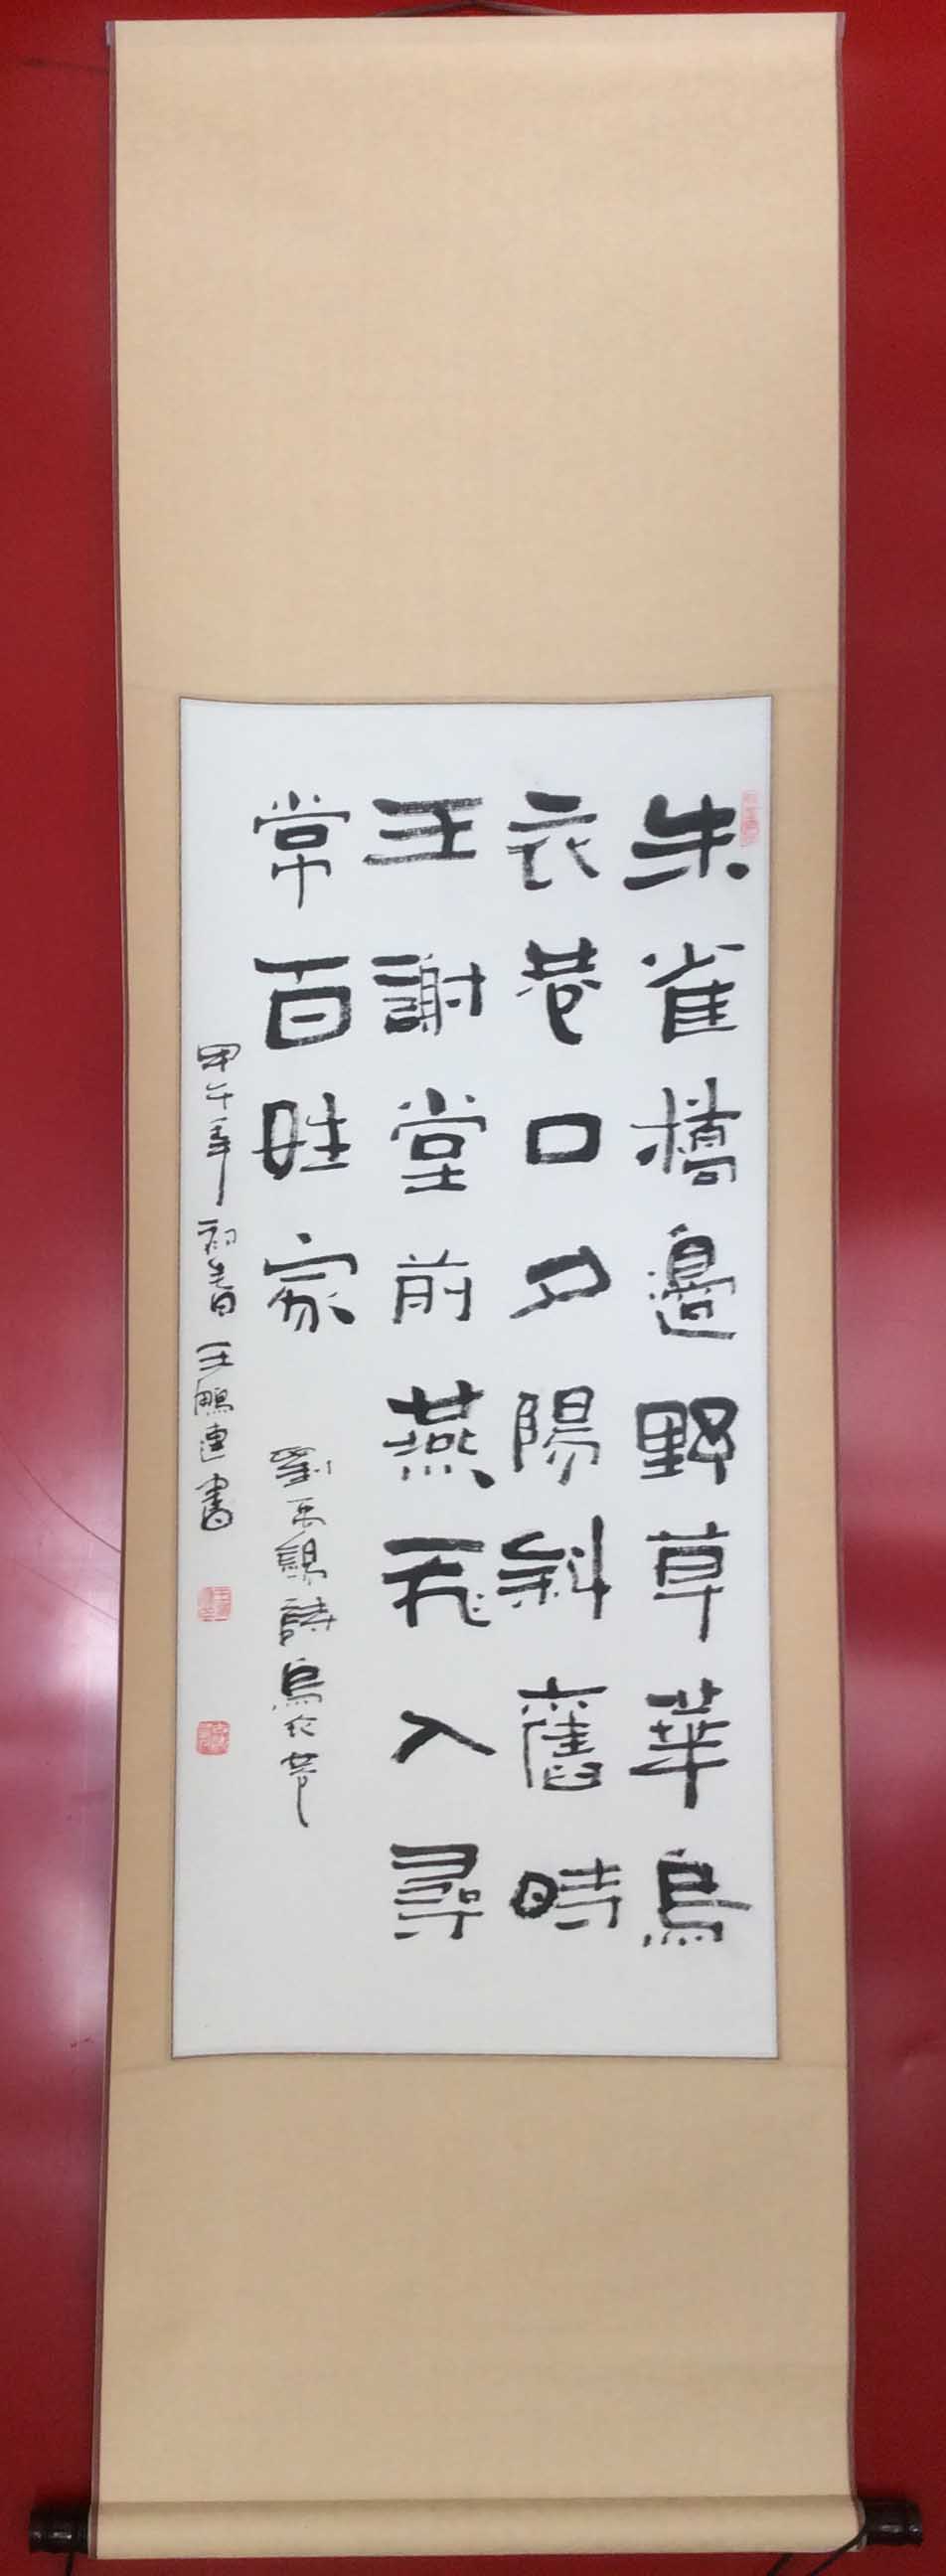 朱雀橋邉野草華烏
衣巷口夕陽斜舊時
王謝堂前燕飛入尋
常百姓家
劉禹錫詩烏衣巷
甲午年初春王鵬連書